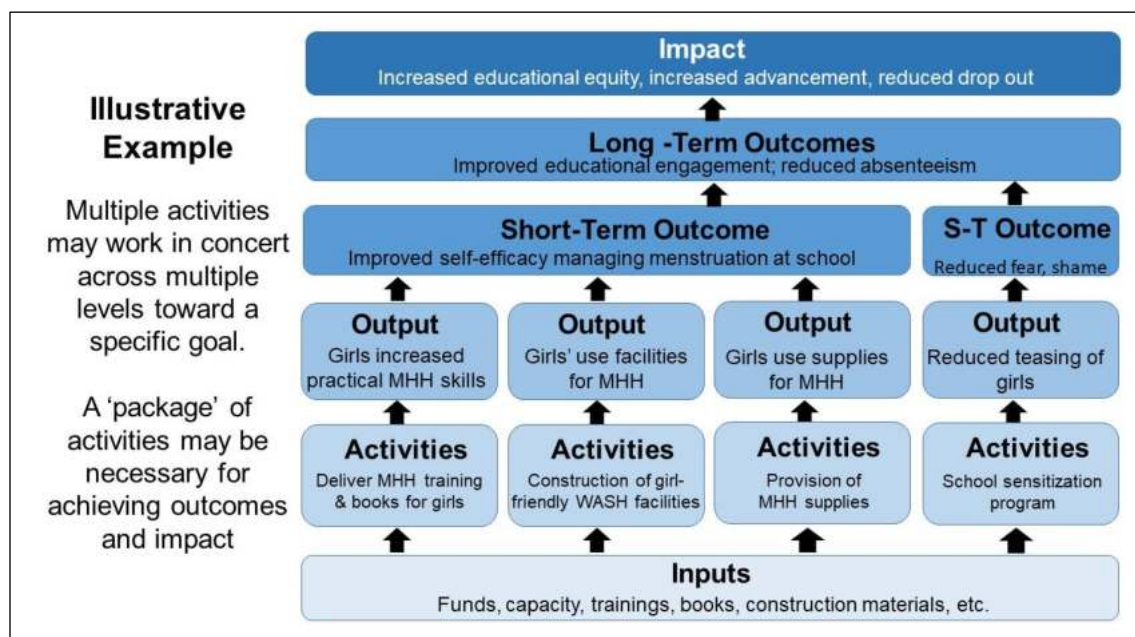 Illustrative
Example
Multiple activities
may work in concert
across multiple
levels toward a
specific goal.
A ‘package’ of
activities may be
necessary for
achieving outcomes
and impact
Impact
Increased educational equity, increased advancement, reduced drop out
Long -Term Outcomes
Improved educational engagement; reduced absenteeism
Short-Term Outcome
Improved self-efficacy managing menstruation at school
S-T Outcome
Reduced fear, shame
Output
Girls increased
practical MHH skills
Output
Girls’ use facilities
for MHH
Output
Girls use supplies
for MHH
Output
Reduced teasing of
girls
Activities
Deliver MHH training
& books for girls
Activities
Construction of girl-
friendly WASH facilities
Activities
Provision of
MHH supplies
Activities
School sensitization
program
Inputs
Funds, capacity, trainings, books, construction materials, etc.